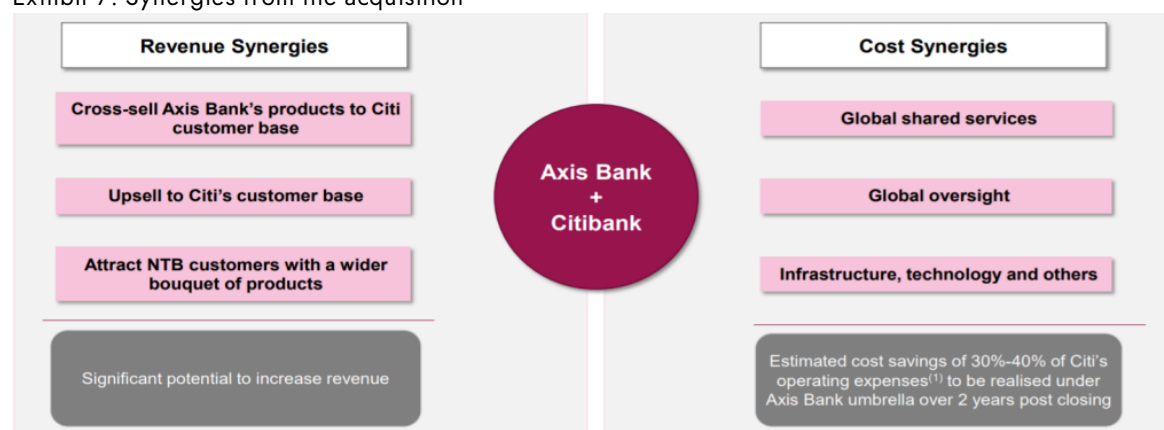 Exhibit 7: Synergies from the acquisition
Revenue Synergies
Cross-sell Axis Bank's products to Citi
customer base
Upsell to Citi's customer base
Attract NTB customers with a wider
bouquet of products
Significant potential to increase revenue
Axis Bank
+
Citibank
Cost Synergies
Global shared services
Global oversight
Infrastructure, technology and others
Estimated cost savings of 30%-40% of Citi's
operating expenses(1) to be realised under
Axis Bank umbrella over 2 years post closing